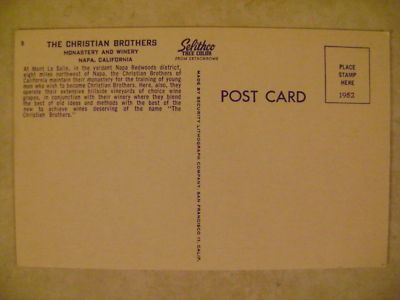 THE CHRISTIAN BROTHERS
MONASTERY AND WINERY
NAPA, CALIFORNIA
At Mont La Salle, in the verdant Napa Redwoods district,
eight miles northwest of Napa, the Christian Brothers of
California maintain their monastery for the training of young
men who wish to become Christian Brothers. Here, also, they
operate their extensive hillside vineyards of choice wine
grapes, in conjunction with their winery where they blend
the best of old ideas and methods with the best of the
new to achieve wines deserving of the name "The
Christian Brothers."
Selithco
TRUE COLOR
FROM EKTACHROME
MADE BY SECURITY LITHOGRAPH COMPANY, SAN FRANCISCO 11, CALIF.
POST CARD
PLACE
STAMP
HERE
1952